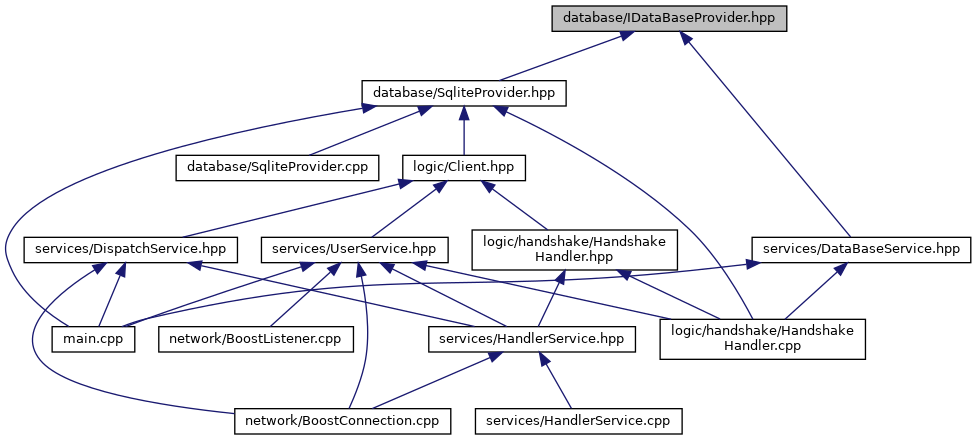 database/IDataBaseProvider.hpp
database/SqliteProvider.hpp
database/SqliteProvider.cpp
logic/Client.hpp
services/DispatchService.hpp
services/UserService.hpp
logic/handshake/Handshake
Handler.hpp
services/DataBaseService.hpp
main.cpp
network/BoostListener.cpp
services/HandlerService.hpp
logic/handshake/Handshake
Handler.cpp
network/BoostConnection.cpp
services/HandlerService.cpp